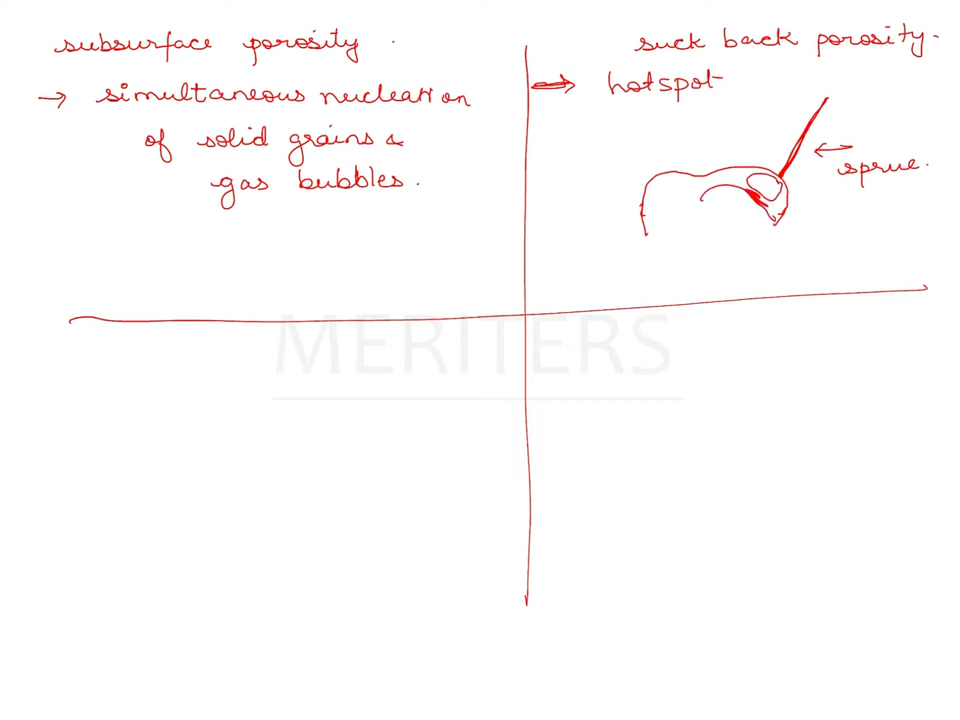 subsurface porosity.
→ simultaneous nucleation
of solid grains &
gas bubbles.
suck back porosity.
⇒ hotspot
↔ sprue.
MERITERS